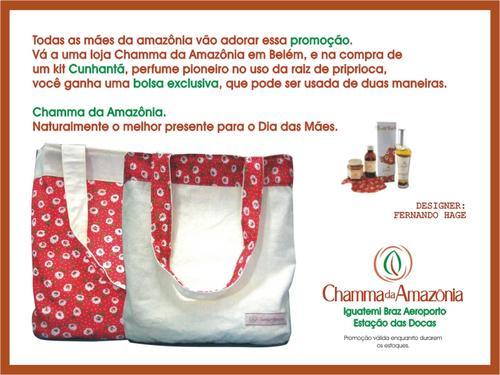 Todas as mães da amazônia vão adorar essa promoção.
Vá a uma loja Chamma da Amazônia em Belém, e na compra de
um kit Cunhantã, perfume pioneiro no uso da raiz de priprioca,
você ganha uma bolsa exclusiva, que pode ser usada de duas maneiras.
Chamma da Amazônia.
Naturalmente o melhor presente para o Dia das Mães.
DESIGNER:
FERNANDO HAGE
Chamma da Amazônia
Iguatemi Braz Aeroporto
Estação das Docas
Promoção válida enquanto durarem
os estoques.